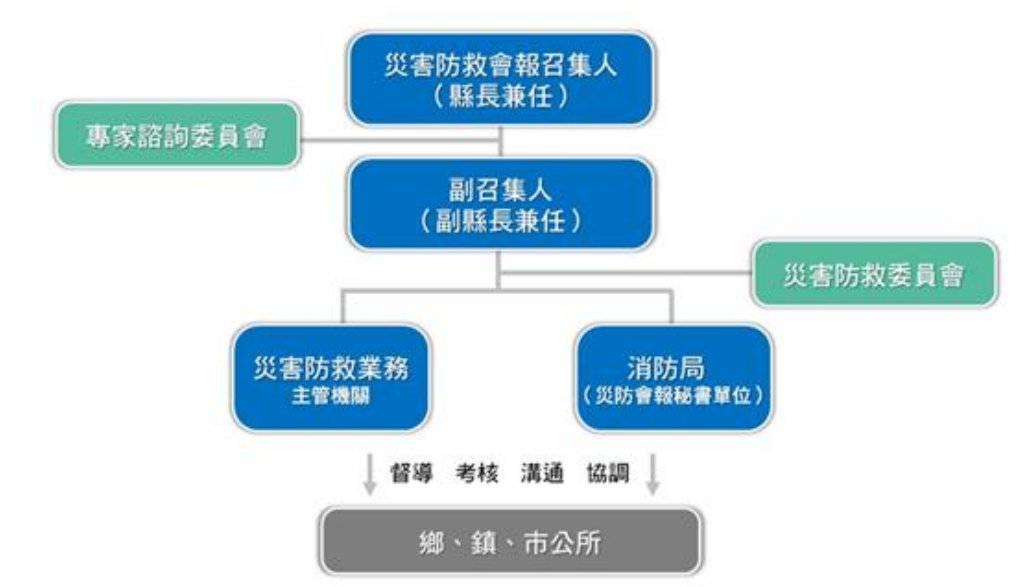 災害防救會報召集人
（縣長兼任）
專家諮詢委員會
副召集人
（副縣長兼任）
災害防救委員會
災害防救業務
主管機關
消防局
（災防會報秘書單位）
督導 考核 溝通 協調
鄉、鎮、市公所